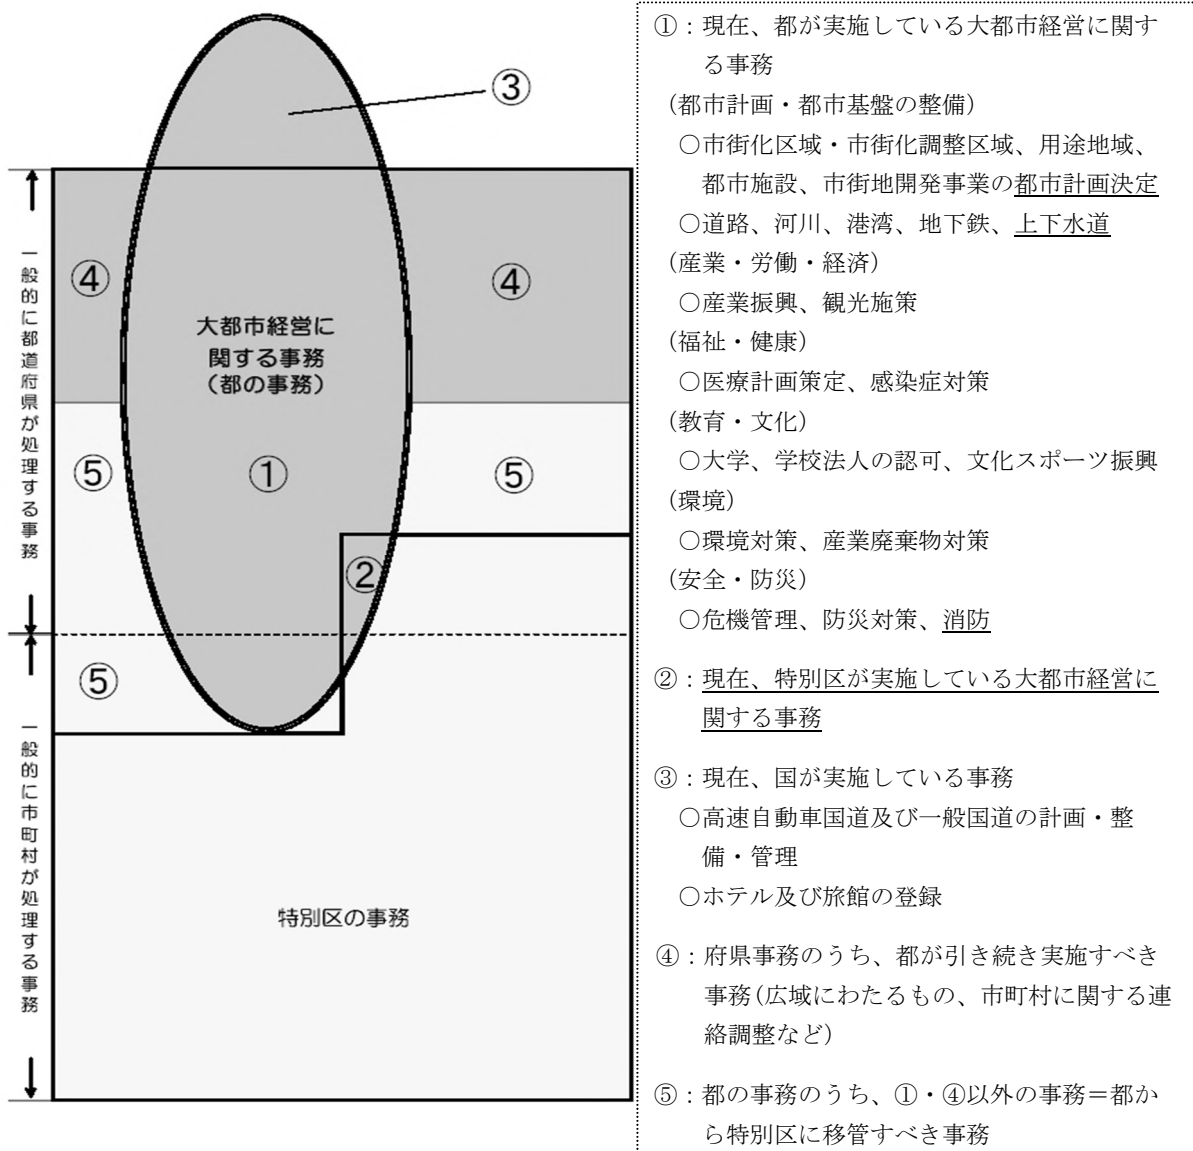 ③
④
④
大都市経営に
関する事務
（都の事務）
⑤
①
⑤
②
⑤
特別区の事務
一般的に都道府県が処理する事務
一般的に市町村が処理する事務
①：現在、都が実施している大都市経営に関す
る事務
(都市計画・都市基盤の整備)
○市街化区域・市街化調整区域、用途地域、
都市施設、市街地開発事業の都市計画決定
○道路、河川、港湾、地下鉄、上下水道
(産業・労働・経済)
○産業振興、観光施策
(福祉・健康)
○医療計画策定、感染症対策
(教育・文化)
○大学、学校法人の認可、文化スポーツ振興
(環境)
○環境対策、産業廃棄物対策
(安全・防災)
○危機管理、防災対策、消防
②：現在、特別区が実施している大都市経営に
関する事務
③：現在、国が実施している事務
○高速自動車国道及び一般国道の計画・整
備・管理
○ホテル及び旅館の登録
④：府県事務のうち、都が引き続き実施すべき
事務(広域にわたるもの、市町村に関する連
絡調整など)
⑤：都の事務のうち、①・④以外の事務＝都か
ら特別区に移管すべき事務